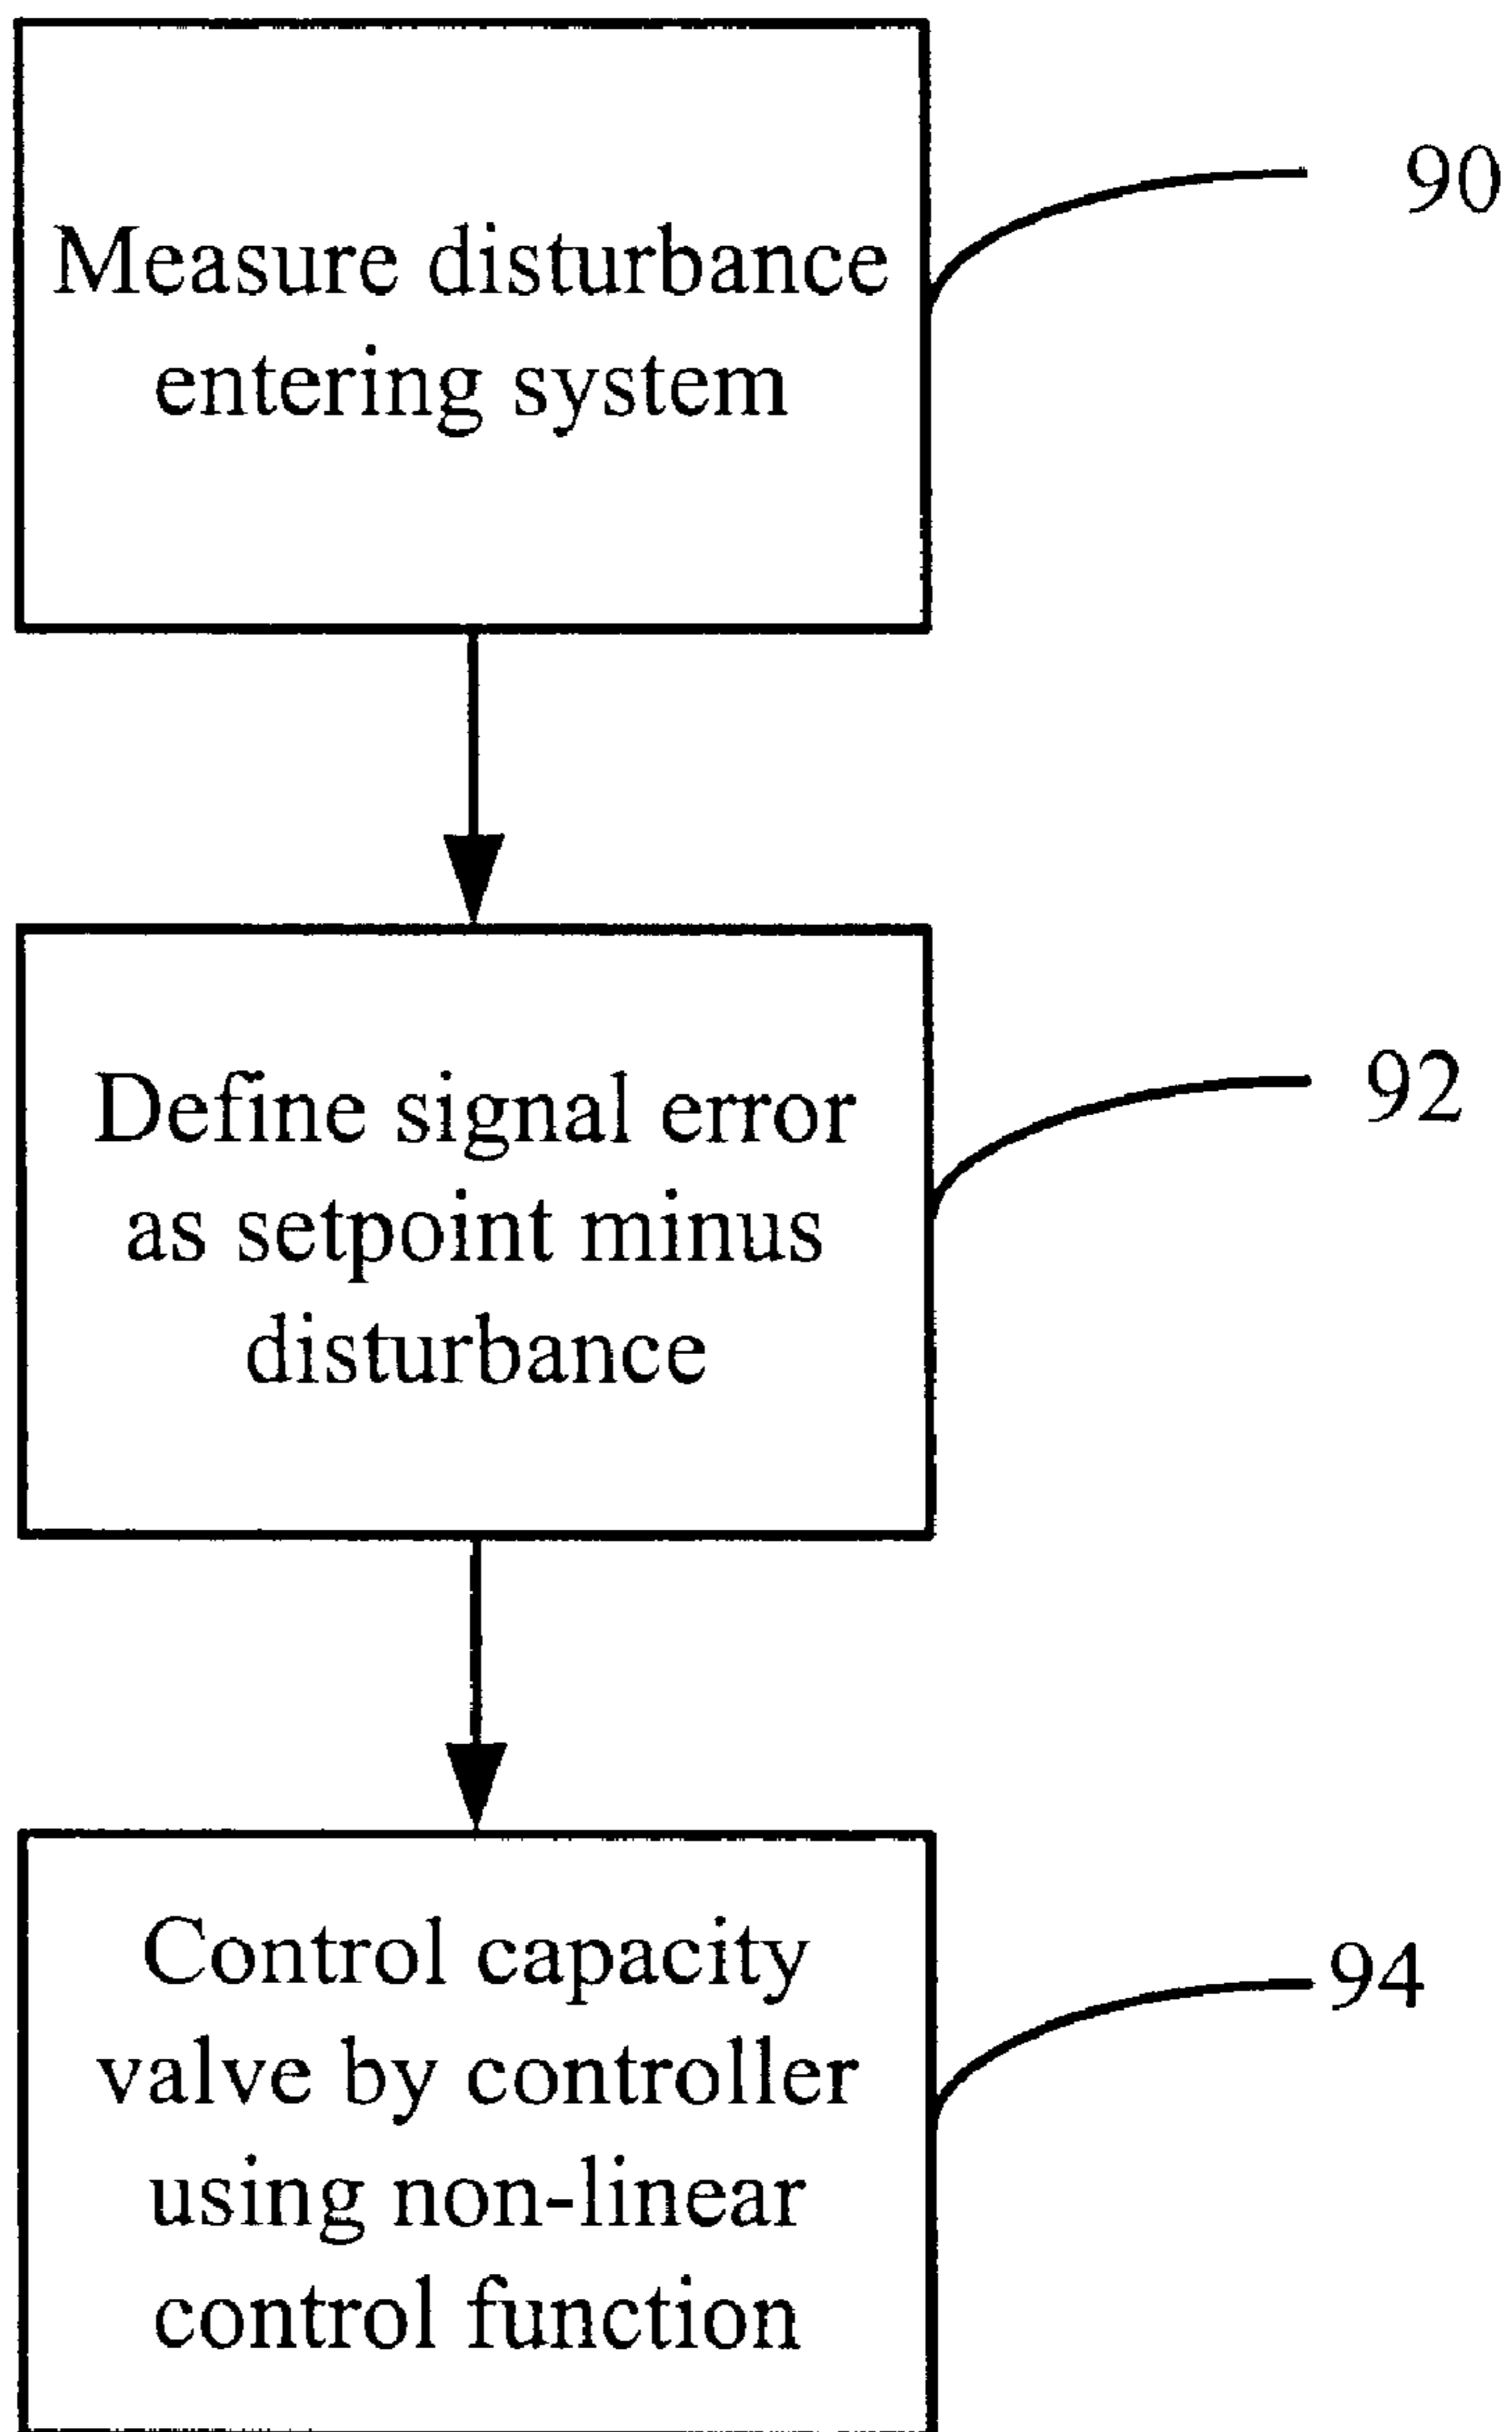 Measure disturbance
entering system
90
Define signal error
as setpoint minus
disturbance
92
Control capacity
valve by controller
using non-linear
control function
94